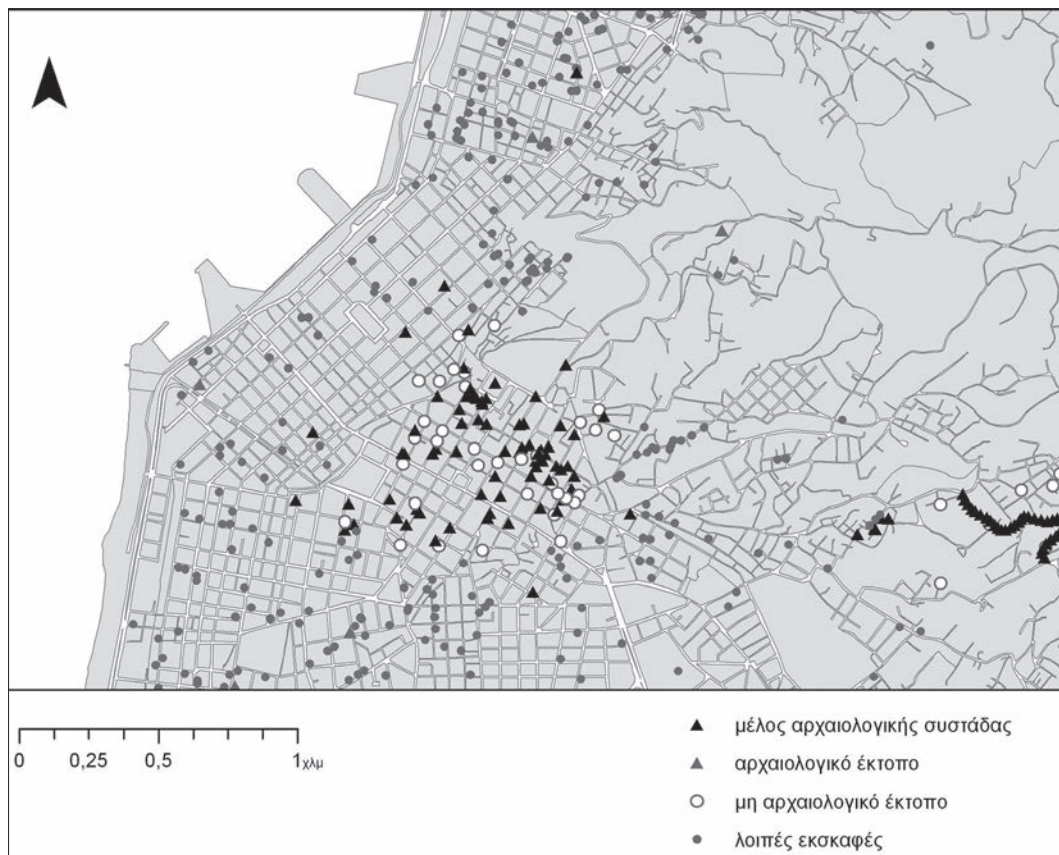 0 0,25 0,5 1χλμ
μέλος αρχαιολογικής συστάδας
αρχαιολογικό έκτοπο
μη αρχαιολογικό έκτοπο
λοιπές εκσκαφές